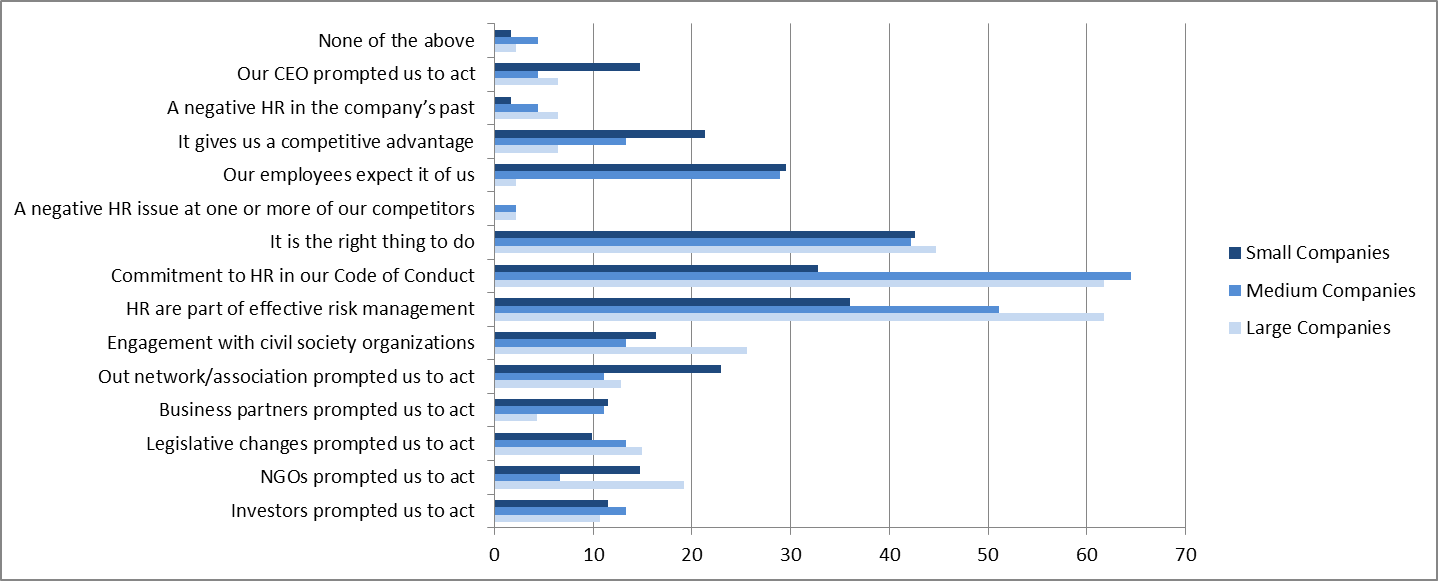 None of the above
Our CEO prompted us to act
A negative HR in the company’s past
It gives us a competitive advantage
Our employees expect it of us
A negative HR issue at one or more of our competitors
It is the right thing to do
Commitment to HR in our Code of Conduct
HR are part of effective risk management
Engagement with civil society organizations
Out network/association prompted us to act
Business partners prompted us to act
Legislative changes prompted us to act
NGOs prompted us to act
Investors prompted us to act
0 10 20 30 40 50 60 70
Small Companies
Medium Companies
Large Companies